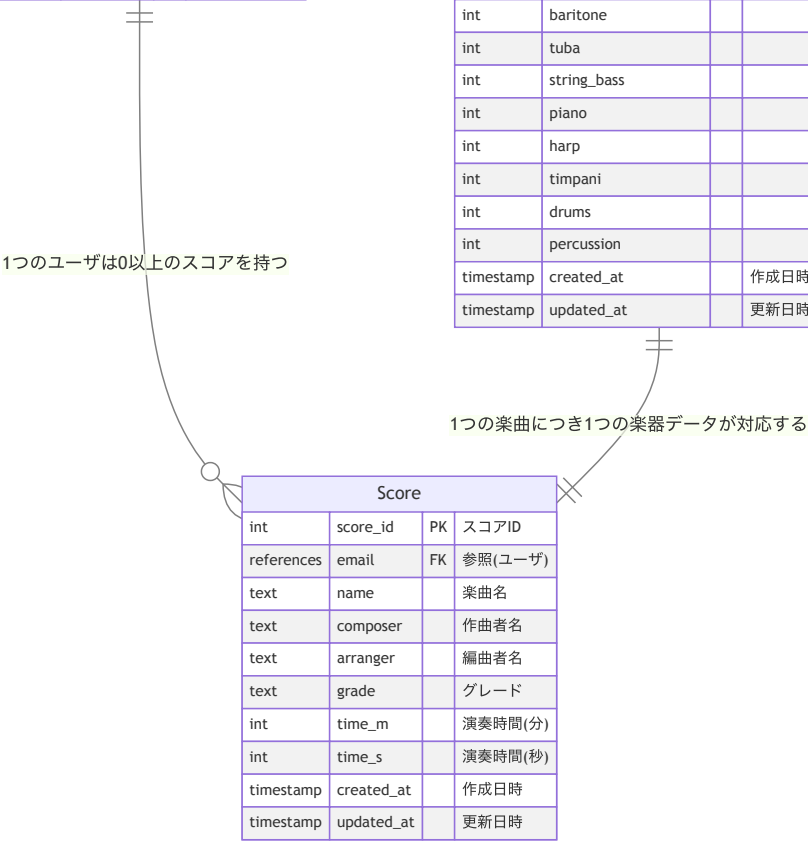 int baritone
int tuba
int string_bass
int piano
int harp
int timpani
int drums
int percussion
timestamp created_at 作成日時
timestamp updated_at 更新日時
1つのユーザは0以上のスコアを持つ
1つの楽曲につき1つの楽器データが対応する
Score
int score_id PK スコアID
references email FK 参照(ユーザ)
text name 楽曲名
text composer 作曲者名
text arranger 編曲者名
text grade グレード
int time_m 演奏時間(分)
int time_s 演奏時間(秒)
timestamp created_at 作成日時
timestamp updated_at 更新日時